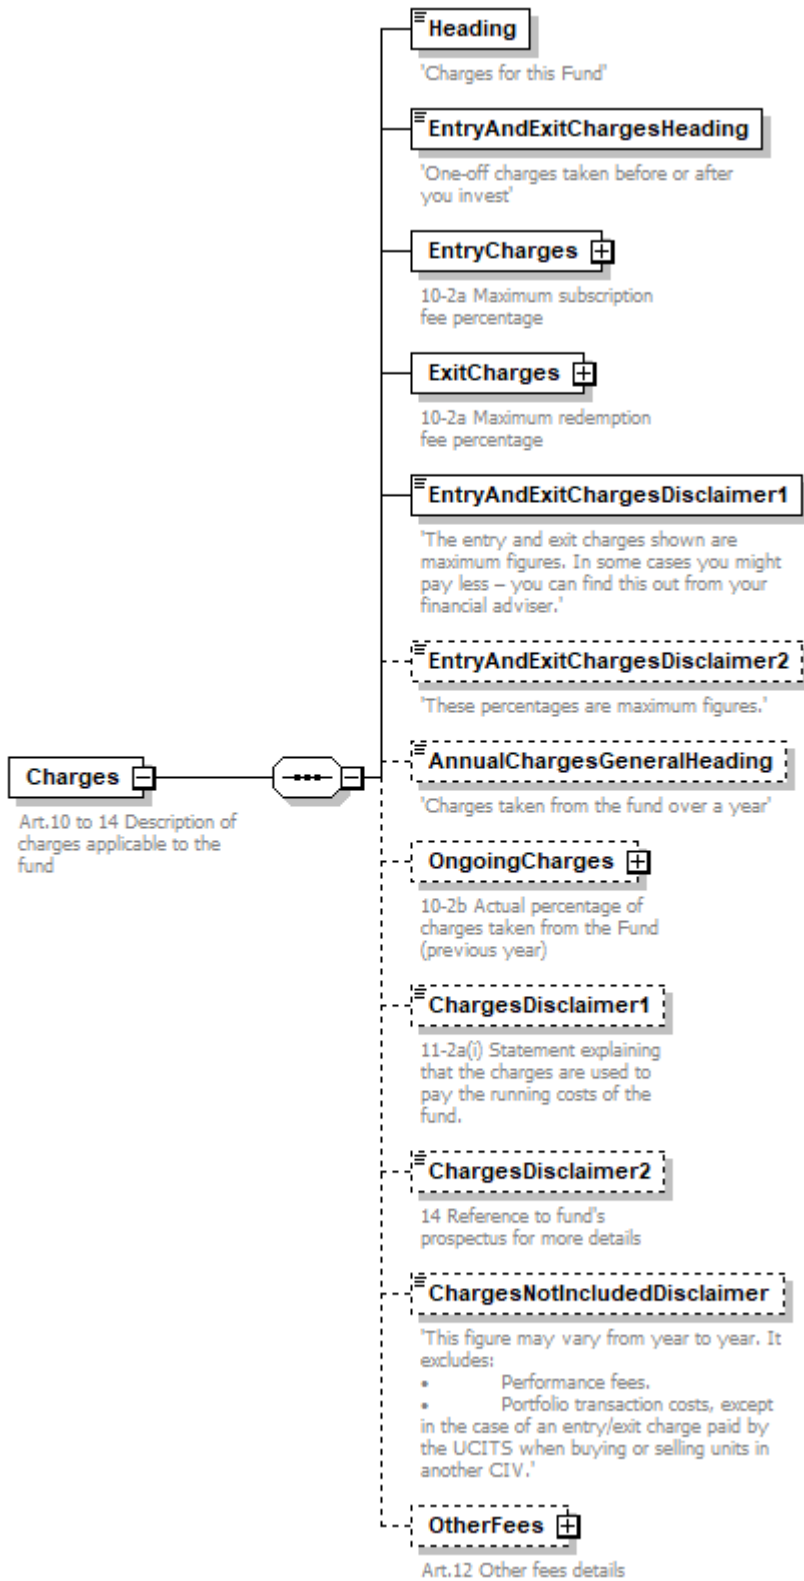 Heading
'Charges for this Fund'
EntryAndExitChargesHeading
'One-off charges taken before or after
you invest'
EntryCharges
10-2a Maximum subscription
fee percentage
ExitCharges
10-2a Maximum redemption
fee percentage
EntryAndExitChargesDisclaimer1
'The entry and exit charges shown are
maximum figures. In some cases you might
pay less – you can find this out from your
financial adviser.'
EntryAndExitChargesDisclaimer2
'These percentages are maximum figures.'
Charges
Art.10 to 14 Description of
charges applicable to the
fund
AnnualChargesGeneralHeading
'Charges taken from the fund over a year'
OngoingCharges
10-2b Actual percentage of
charges taken from the Fund
(previous year)
ChargesDisclaimer1
11-2a(i) Statement explaining
that the charges are used to
pay the running costs of the
fund.
ChargesDisclaimer2
14 Reference to fund's
prospectus for more details
ChargesNotIncludedDisclaimer
'This figure may vary from year to year. It
excludes:
• Performance fees.
• Portfolio transaction costs, except
in the case of an entry/exit charge paid by
the UCITS when buying or selling units in
another CIV.'
OtherFees
Art.12 Other fees details